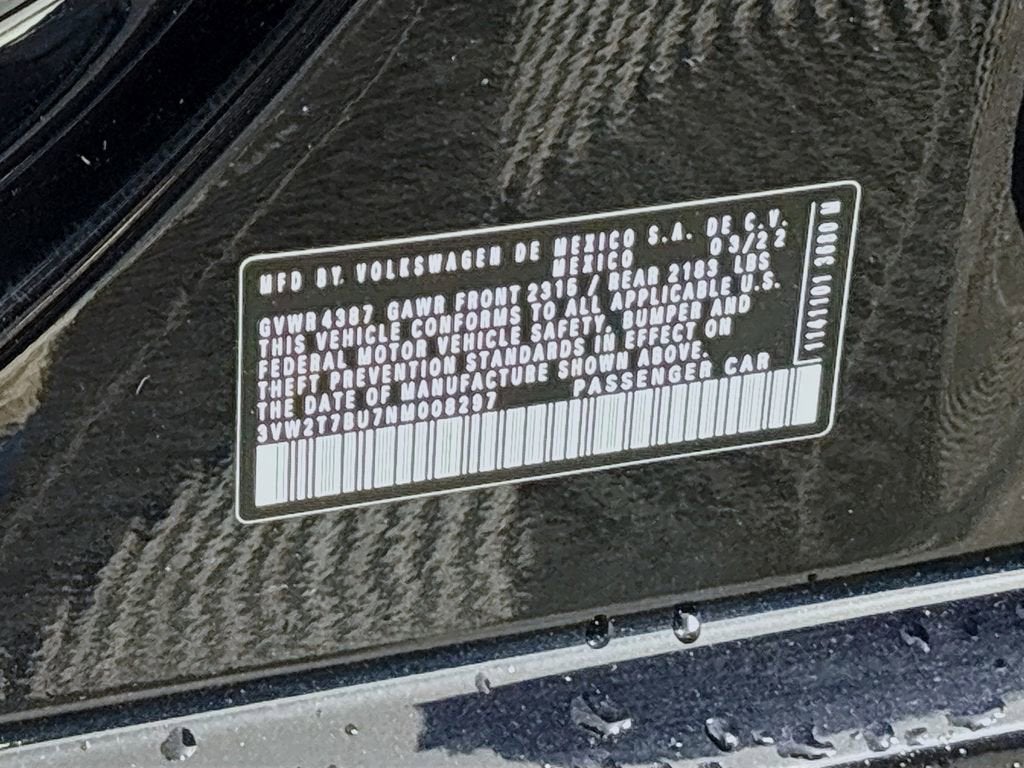 MFD BY. VOLKSWAGEN DE MEXICO S.A. DE C.V.
MEXICO 03/22
GVWR 4387 GAWR FRONT 2315 / REAR 2183 LBS
THIS VEHICLE CONFORMS TO ALL APPLICABLE U.S.
FEDERAL MOTOR VEHICLE SAFETY, BUMPER AND
THEFT PREVENTION STANDARDS IN EFFECT ON
THE DATE OF MANUFACTURE SHOWN ABOVE.
3VW2T7BU7NM008297 PASSENGER CAR